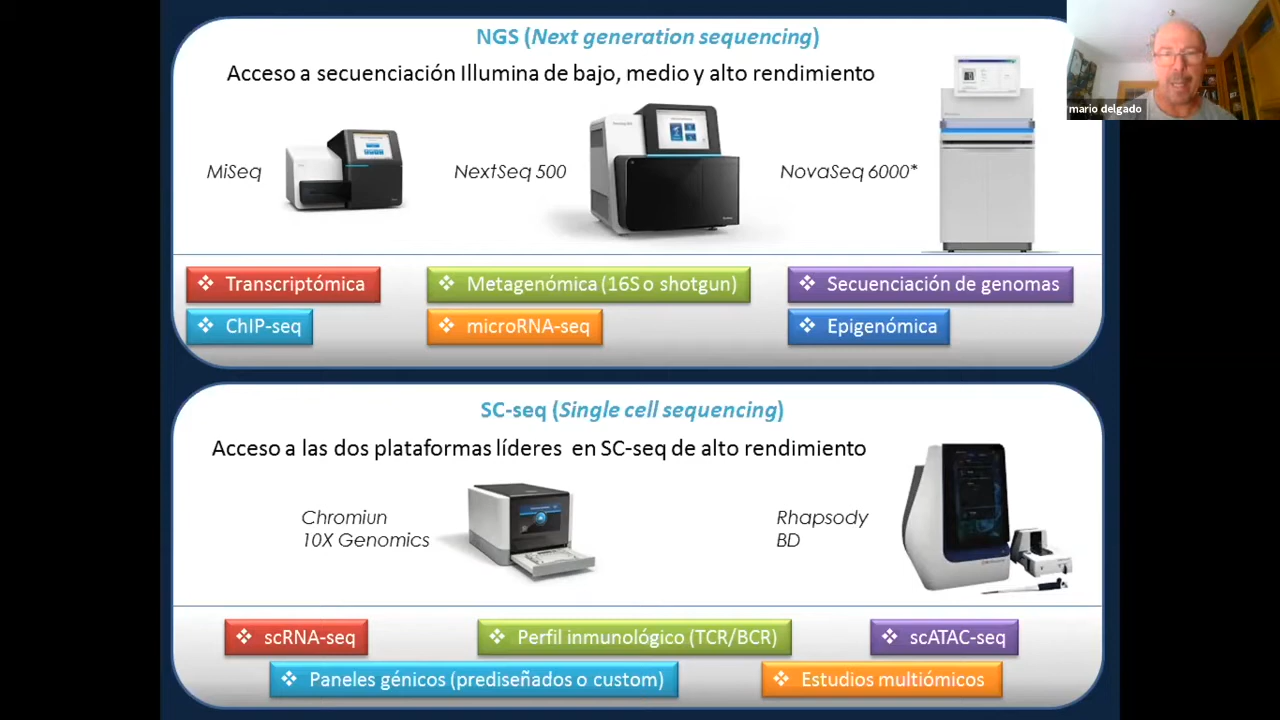 NGS (Next generation sequencing)
Acceso a secuenciación Illumina de bajo, medio y alto rendimiento
mario delgado
MiSeq
NextSeq 500
NovaSeq 6000*
❖ Transcriptómica
❖ Metagenómica (16S o shotgun)
❖ Secuenciación de genomas
❖ ChIP-seq
❖ microRNA-seq
❖ Epigenómica
SC-seq (Single cell sequencing)
Acceso a las dos plataformas líderes en SC-seq de alto rendimiento
Chromiun
10X Genomics
Rhapsody
BD
❖ scRNA-seq
❖ Perfil inmunológico (TCR/BCR)
❖ scATAC-seq
❖ Paneles génicos (prediseñados o custom)
❖ Estudios multiómicos